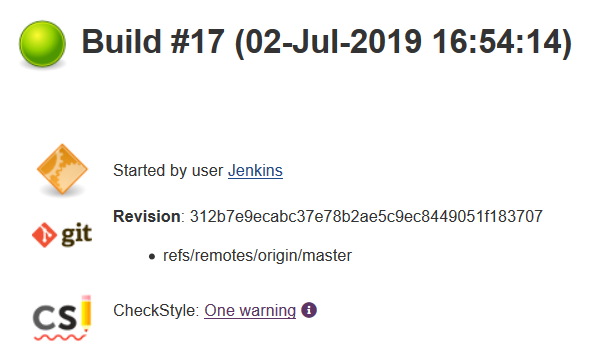 Build #17 (02-Jul-2019 16:54:14)
Started by user Jenkins
git
Revision: 312b7e9ecabc37e78b2ae5c9ec8449051f183707
refs/remotes/origin/master
CS
CheckStyle: One warning